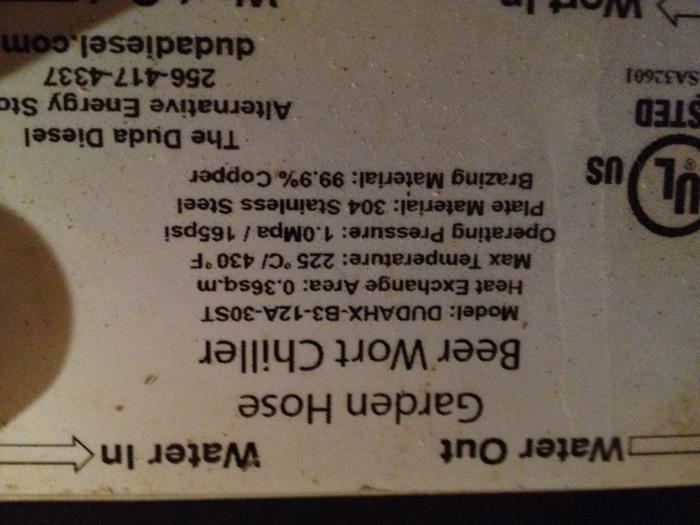 Water Out Water In
Garden Hose
Beer Wort Chiller
Model: DUDAHX-B3-12A-30ST
Heat Exchange Area: 0.36sq.m
Max Temperature: 225 °C/ 430 °F
Operating Pressure: 1.0Mpa / 165psi
Plate Material: 304 Stainless Steel
Brazing Material: 99.9% Copper
UL® US
STED
SA32601
The Duda Diesel
Alternative Energy Sto
256-417-4337
dudadiesel.com
Wort In